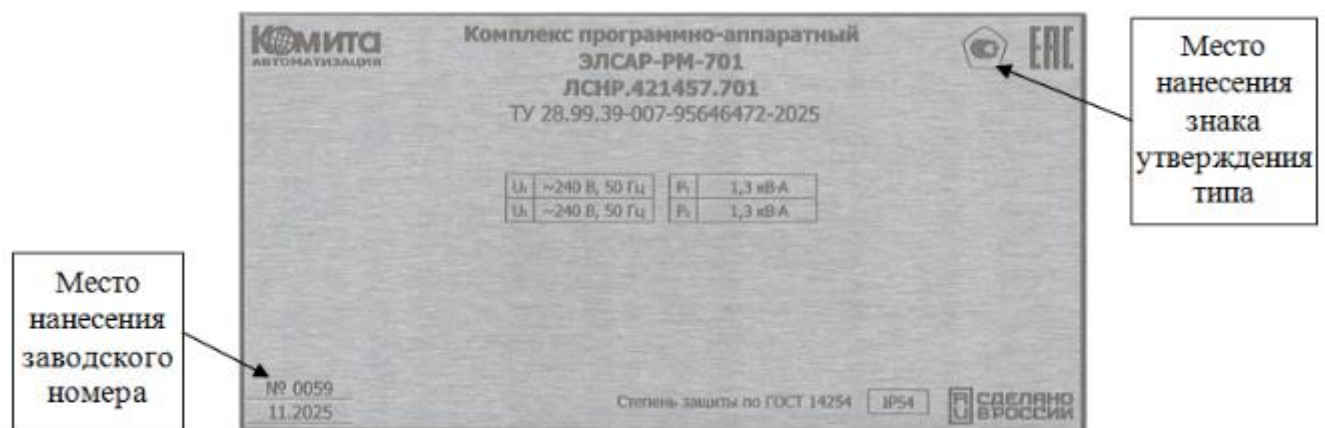 Комита
АВТОМАТИЗАЦИЯ
Комплекс программно-аппаратный
ЭЛСАР-РМ-701
ЛСНР.421457.701
ТУ 28.99.39-007-95646472-2025
EAC
Место
нанесения
знака
утверждения
типа
~240 В, 50 Гц 1,3 кВ·А
~240 В, 50 Гц 1,3 кВ·А
Место
нанесения
заводского
номера
№ 0059
11.2025
Степень защиты по ГОСТ 14254 IP54
СДЕЛАНО
В РОССИИ